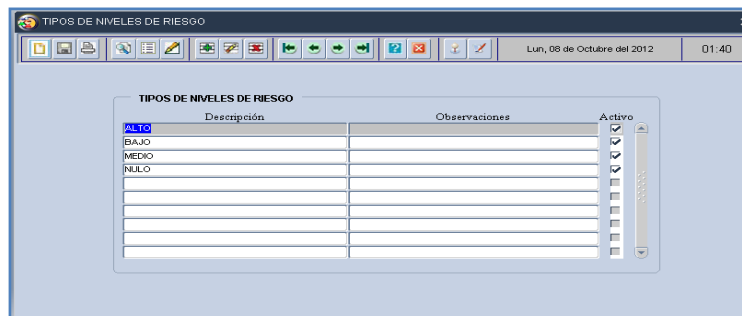 TIPOS DE NIVELES DE RIESGO
Lun, 08 de Octubre del 2012 01:40
TIPOS DE NIVELES DE RIESGO
Descripción Observaciones Activo
ALTO
BAJO
MEDIO
NULO